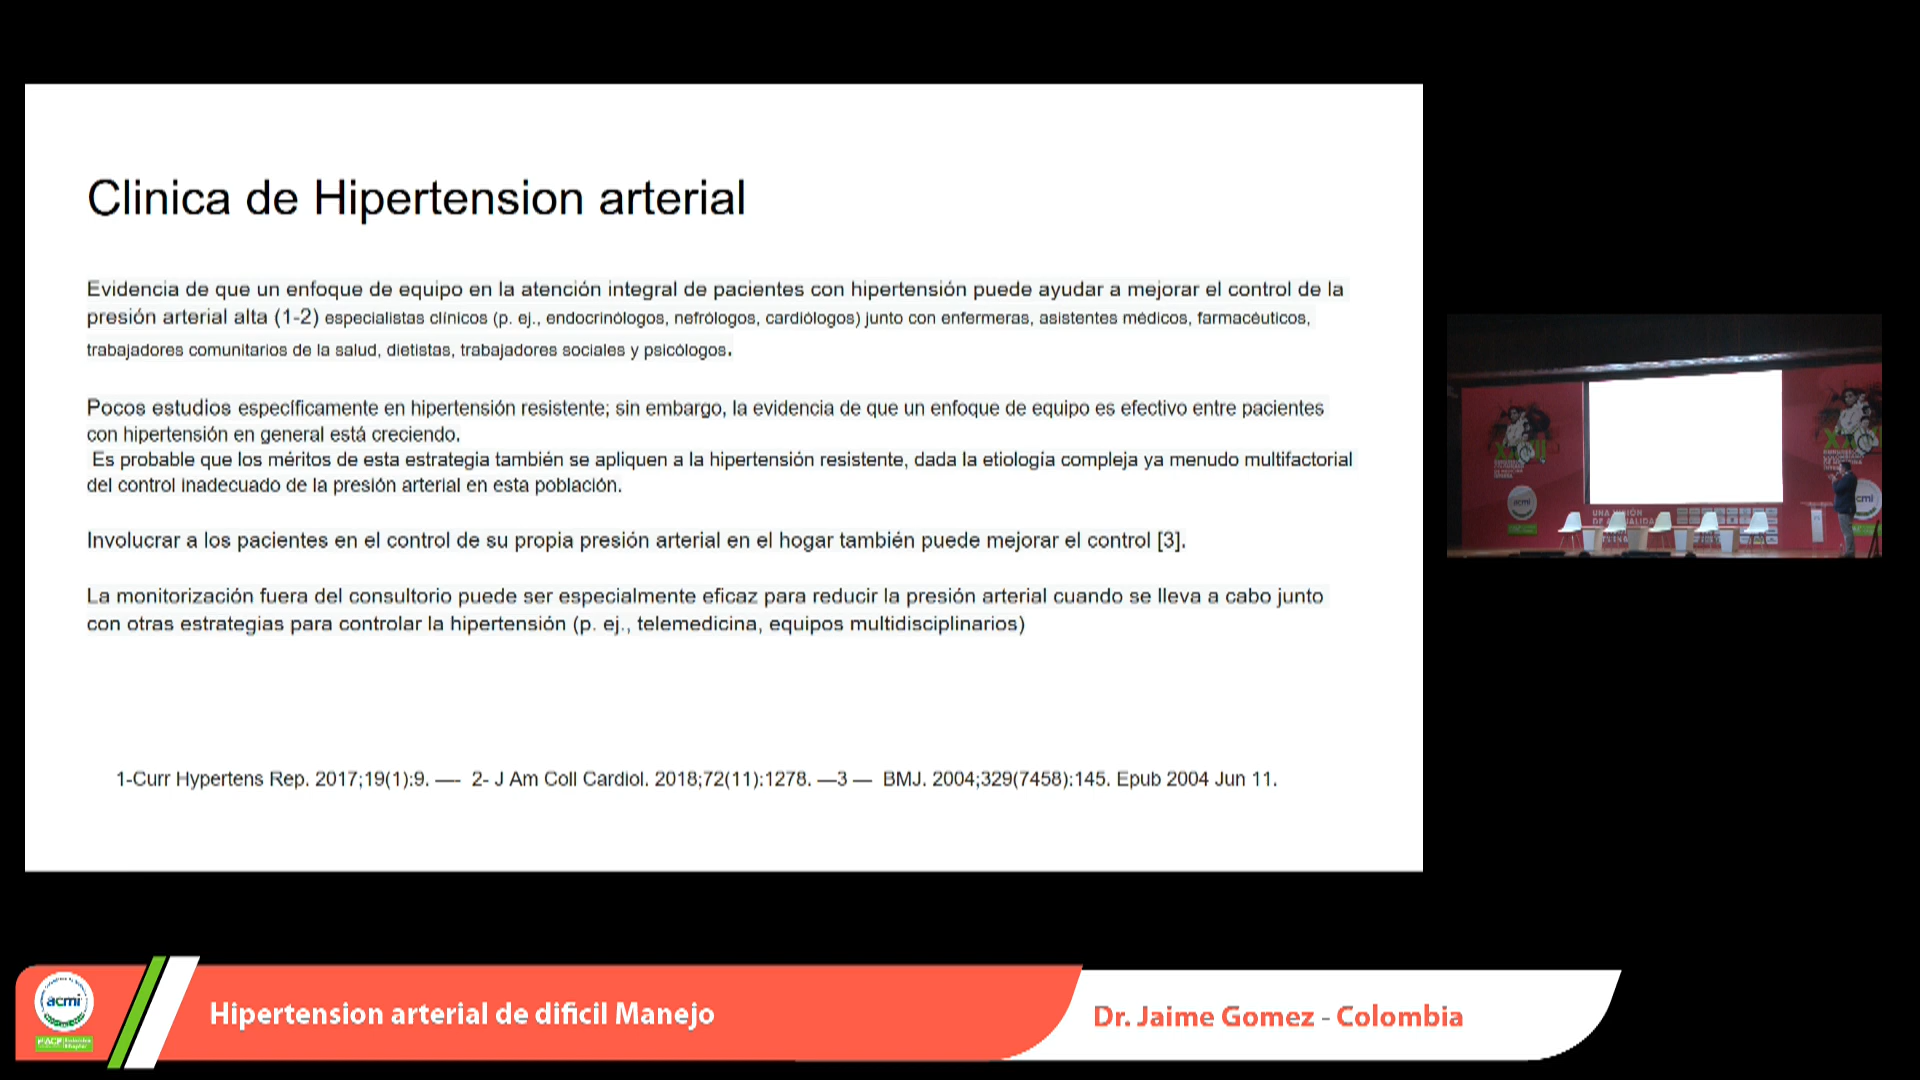 Clinica de Hipertension arterial
Evidencia de que un enfoque de equipo en la atención integral de pacientes con hipertensión puede ayudar a mejorar el control de la
presión arterial alta (1-2) especialistas clínicos (p. ej., endocrinólogos, nefrólogos, cardiólogos) junto con enfermeras, asistentes médicos, farmacéuticos,
trabajadores comunitarios de la salud, dietistas, trabajadores sociales y psicólogos.
Pocos estudios específicamente en hipertensión resistente; sin embargo, la evidencia de que un enfoque de equipo es efectivo entre pacientes
con hipertensión en general está creciendo.
Es probable que los méritos de esta estrategia también se apliquen a la hipertensión resistente, dada la etiología compleja ya menudo multifactorial
del control inadecuado de la presión arterial en esta población.
Involucrar a los pacientes en el control de su propia presión arterial en el hogar también puede mejorar el control [3].
La monitorización fuera del consultorio puede ser especialmente eficaz para reducir la presión arterial cuando se lleva a cabo junto
con otras estrategias para controlar la hipertensión (p. ej., telemedicina, equipos multidisciplinarios)
1-Curr Hypertens Rep. 2017;19(1):9. —- 2- J Am Coll Cardiol. 2018;72(11):1278. —3 — BMJ. 2004;329(7458):145. Epub 2004 Jun 11.
acmi
UNA VISIÓN
acmi
acmi
ACP
Hipertension arterial de dificil Manejo
Dr. Jaime Gomez - Colombia